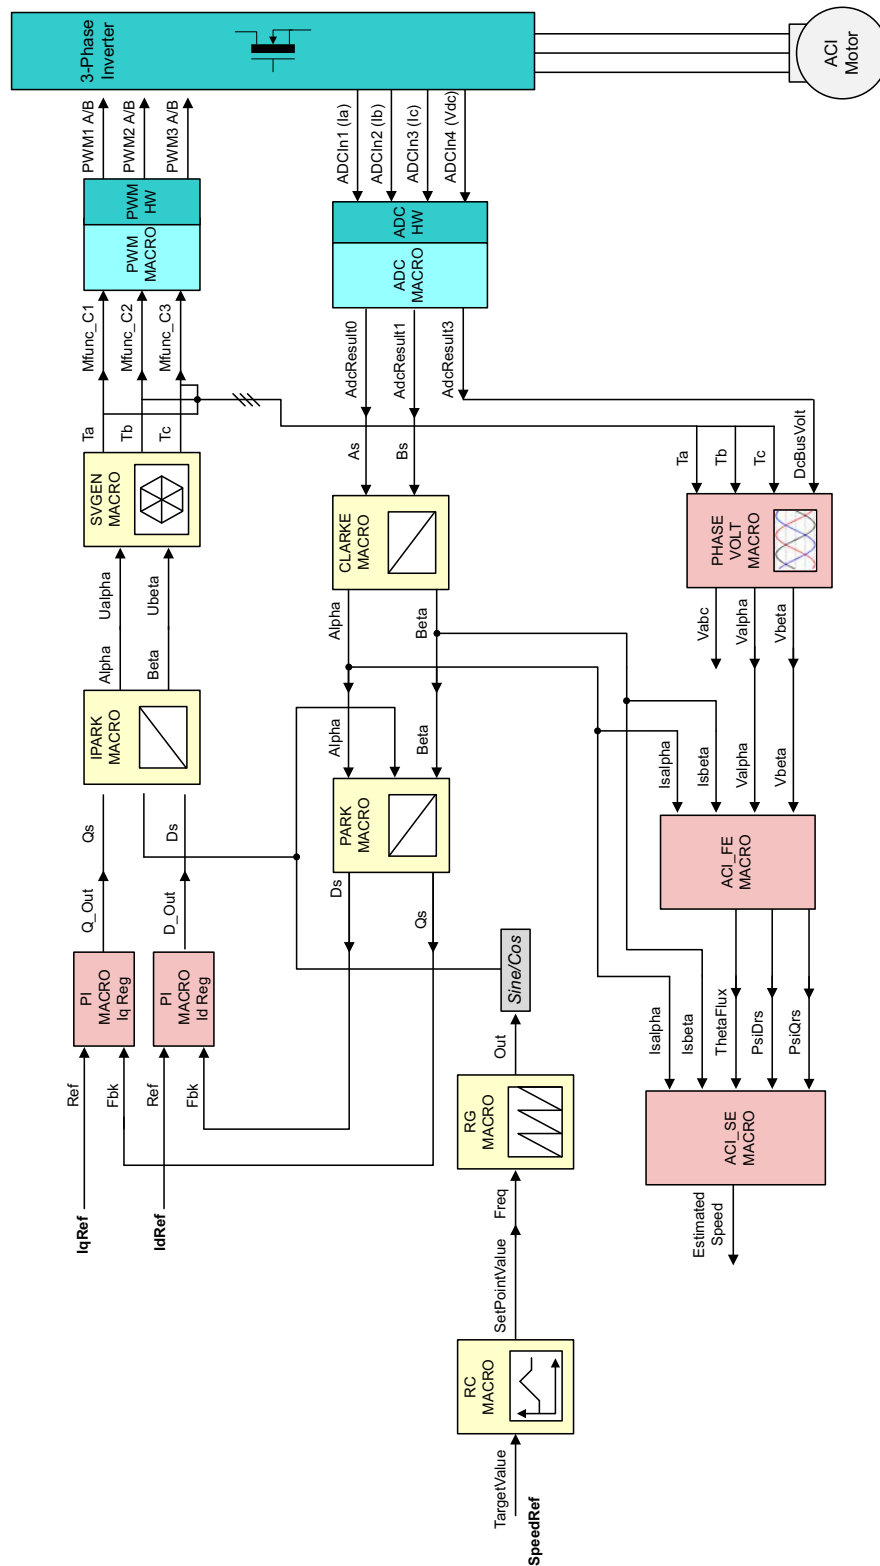 IqRef
Ref
Fbk
PI
MACRO
Iq Reg
Q_Out
Qs
IdRef
Ref
Fbk
PI
MACRO
Id Reg
D_Out
Ds
IPARK
MACRO
Alpha
Beta
Ualpha
Ubeta
SVGEN
MACRO
Ta
Tb
Tc
Mfunc_C1
Mfunc_C2
Mfunc_C3
PWM
MACRO
PWM
HW
PWM1 A/B
PWM2 A/B
PWM3 A/B
3-Phase
Inverter
Ds
Qs
PARK
MACRO
Alpha
Beta
Alpha
Beta
CLARKE
MACRO
As
Bs
AdcResult0
AdcResult1
AdcResult3
ADC
MACRO
ADC
HW
ADCIn1 (Ia)
ADCIn2 (Ib)
ADCIn3 (Ic)
ADCIn4 (Vdc)
SpeedRef
TargetValue
RC
MACRO
SetPointValue
Freq
RG
MACRO
Out
Sine/Cos
Estimated
Speed
ACI_SE
MACRO
Isalpha
Isbeta
ThetaFlux
PsiDrs
PsiQrs
ACI_FE
MACRO
Isalpha
Isbeta
Valpha
Vbeta
Vabc
Valpha
Vbeta
PHASE
VOLT
MACRO
Ta
Tb
Tc
DcBusVolt
ACI
Motor